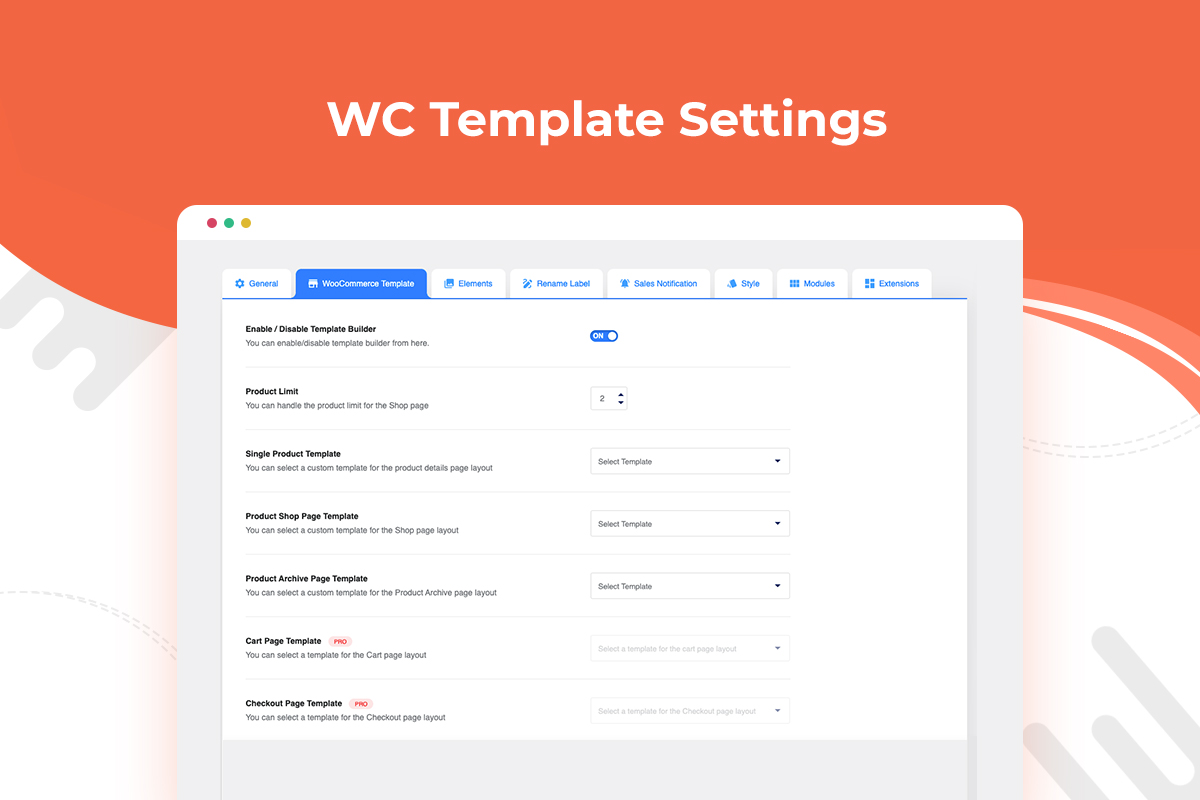 WC Template Settings
General
WooCommerce Template
Elements
Rename Label
Sales Notification
Style
Modules
Extensions
Enable / Disable Template Builder
You can enable/disable template builder from here.
ON
Product Limit
You can handle the product limit for the Shop page
2
Single Product Template
You can select a custom template for the product details page layout
Select Template
Product Shop Page Template
You can select a custom template for the Shop page layout
Select Template
Product Archive Page Template
You can select a custom template for the Product Archive page layout
Select Template
Cart Page Template PRO
You can select a template for the Cart page layout
Select a template for the cart page layout
Checkout Page Template PRO
You can select a template for the Checkout page layout
Select a template for the Checkout page layout